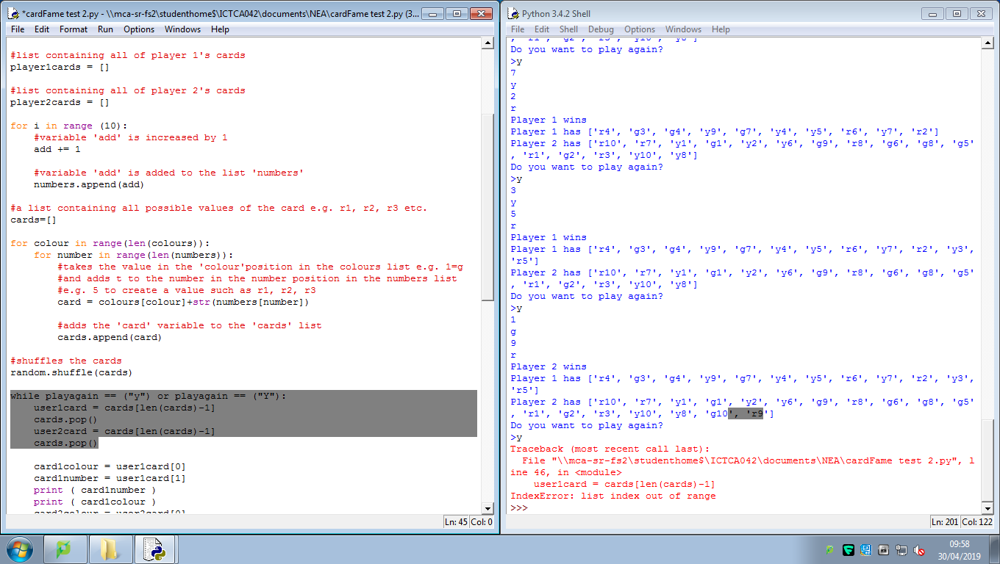 *cardFame test 2.py - \\mca-sr-fs2\studenthome$\ICTCA042\documents\NEA\cardFame test 2.py (3...
File Edit Format Run Options Windows Help
#list containing all of player 1's cards
player1cards = []
#list containing all of player 2's cards
player2cards = []
for i in range (10):
    #variable 'add' is increased by 1
    add += 1
    #variable 'add' is added to the list 'numbers'
    numbers.append(add)
#a list containing all possible values of the card e.g. r1, r2, r3 etc.
cards=[]
for colour in range(len(colours)):
    for number in range(len(numbers)):
        #takes the value in the 'colour'position in the colours list e.g. 1=g
        #and adds t to the number in the number position in the numbers list
        #e.g. 5 to create a value such as r1, r2, r3
        card = colours[colour]+str(numbers[number])
        #adds the 'card' variable to the 'cards' list
        cards.append(card)
#shuffles the cards
random.shuffle(cards)
while playagain == ("y") or playagain == ("Y"):
    user1card = cards[len(cards)-1]
    cards.pop()
    user2card = cards[len(cards)-1]
    cards.pop()
    card1colour = user1card[0]
    card1number = user1card[1]
    print ( card1number )
    print ( card1colour )
    card2colour = user2card[0]
Ln: 45 Col: 0
Python 3.4.2 Shell
File Edit Shell Debug Options Windows Help
, 'r1', 'g2', 'r3', 'y10', 'y8']
Do you want to play again?
>y
7
y
2
r
Player 1 wins
Player 1 has ['r4', 'g3', 'g4', 'y9', 'g7', 'y4', 'y5', 'r6', 'y7', 'r2']
Player 2 has ['r10', 'r7', 'y1', 'g1', 'y2', 'y6', 'g9', 'r8', 'g6', 'g8', 'g5'
, 'r1', 'g2', 'r3', 'y10', 'y8']
Do you want to play again?
>y
3
y
5
r
Player 1 wins
Player 1 has ['r4', 'g3', 'g4', 'y9', 'g7', 'y4', 'y5', 'r6', 'y7', 'r2', 'y3',
'r5']
Player 2 has ['r10', 'r7', 'y1', 'g1', 'y2', 'y6', 'g9', 'r8', 'g6', 'g8', 'g5'
, 'r1', 'g2', 'r3', 'y10', 'y8']
Do you want to play again?
>y
1
g
9
r
Player 2 wins
Player 1 has ['r4', 'g3', 'g4', 'y9', 'g7', 'y4', 'y5', 'r6', 'y7', 'r2', 'y3',
'r5']
Player 2 has ['r10', 'r7', 'y1', 'g1', 'y2', 'y6', 'g9', 'r8', 'g6', 'g8', 'g5'
, 'r1', 'g2', 'r3', 'y10', 'y8', 'g10', 'r9']
Do you want to play again?
>y
Traceback (most recent call last):
  File "\\mca-sr-fs2\studenthome$\ICTCA042\documents\NEA\cardFame test 2.py", l
ine 46, in <module>
    user1card = cards[len(cards)-1]
IndexError: list index out of range
>>>
Ln: 201 Col: 122
09:58
30/04/2019